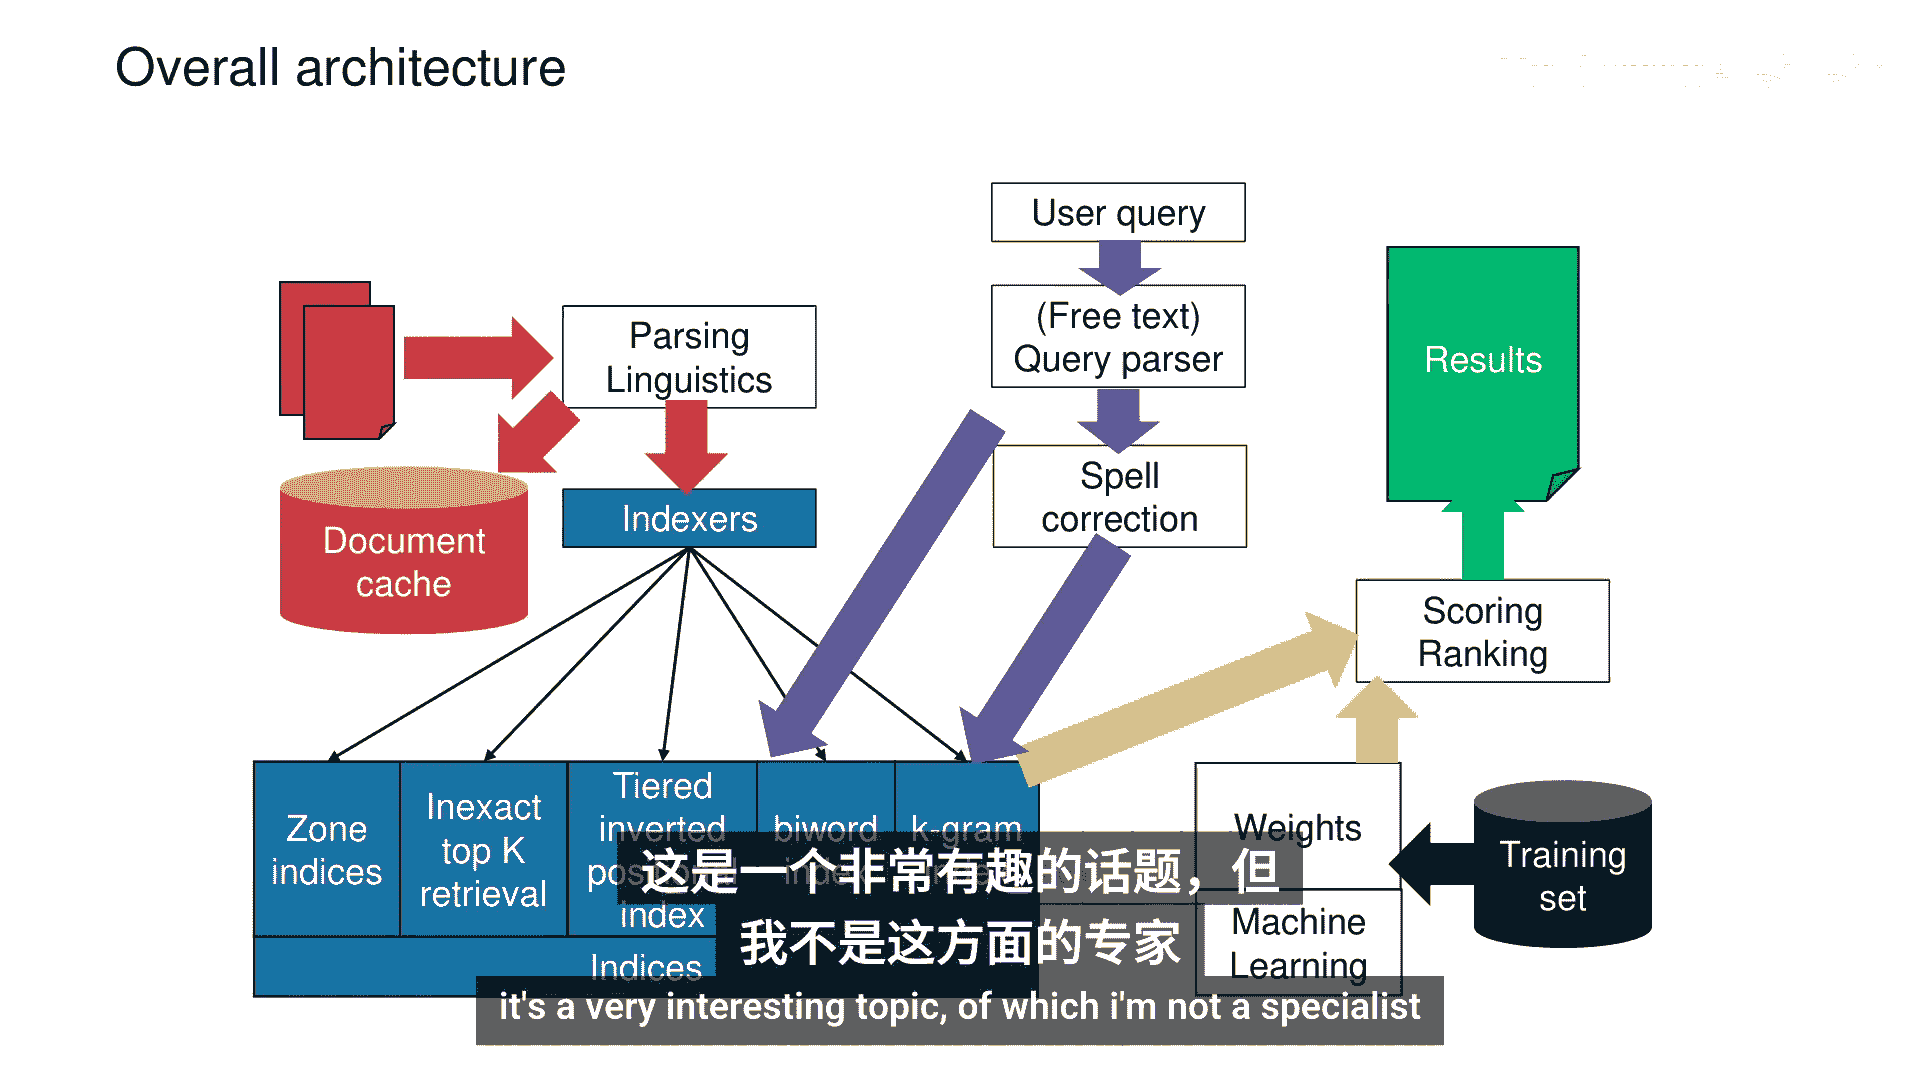 Overall architecture
User query
(Free text)
Query parser
Parsing
Linguistics
Results
Spell
correction
Indexers
Document
cache
Scoring
Ranking
Zone
indices
Inexact
top K
retrieval
Tiered
inverted
index
biword
k-gram
Indices
Weights
Machine
Learning
Training
set
这是一个非常有趣的话题，但
我不是这方面的专家
it's a very interesting topic, of which i'm not a specialist